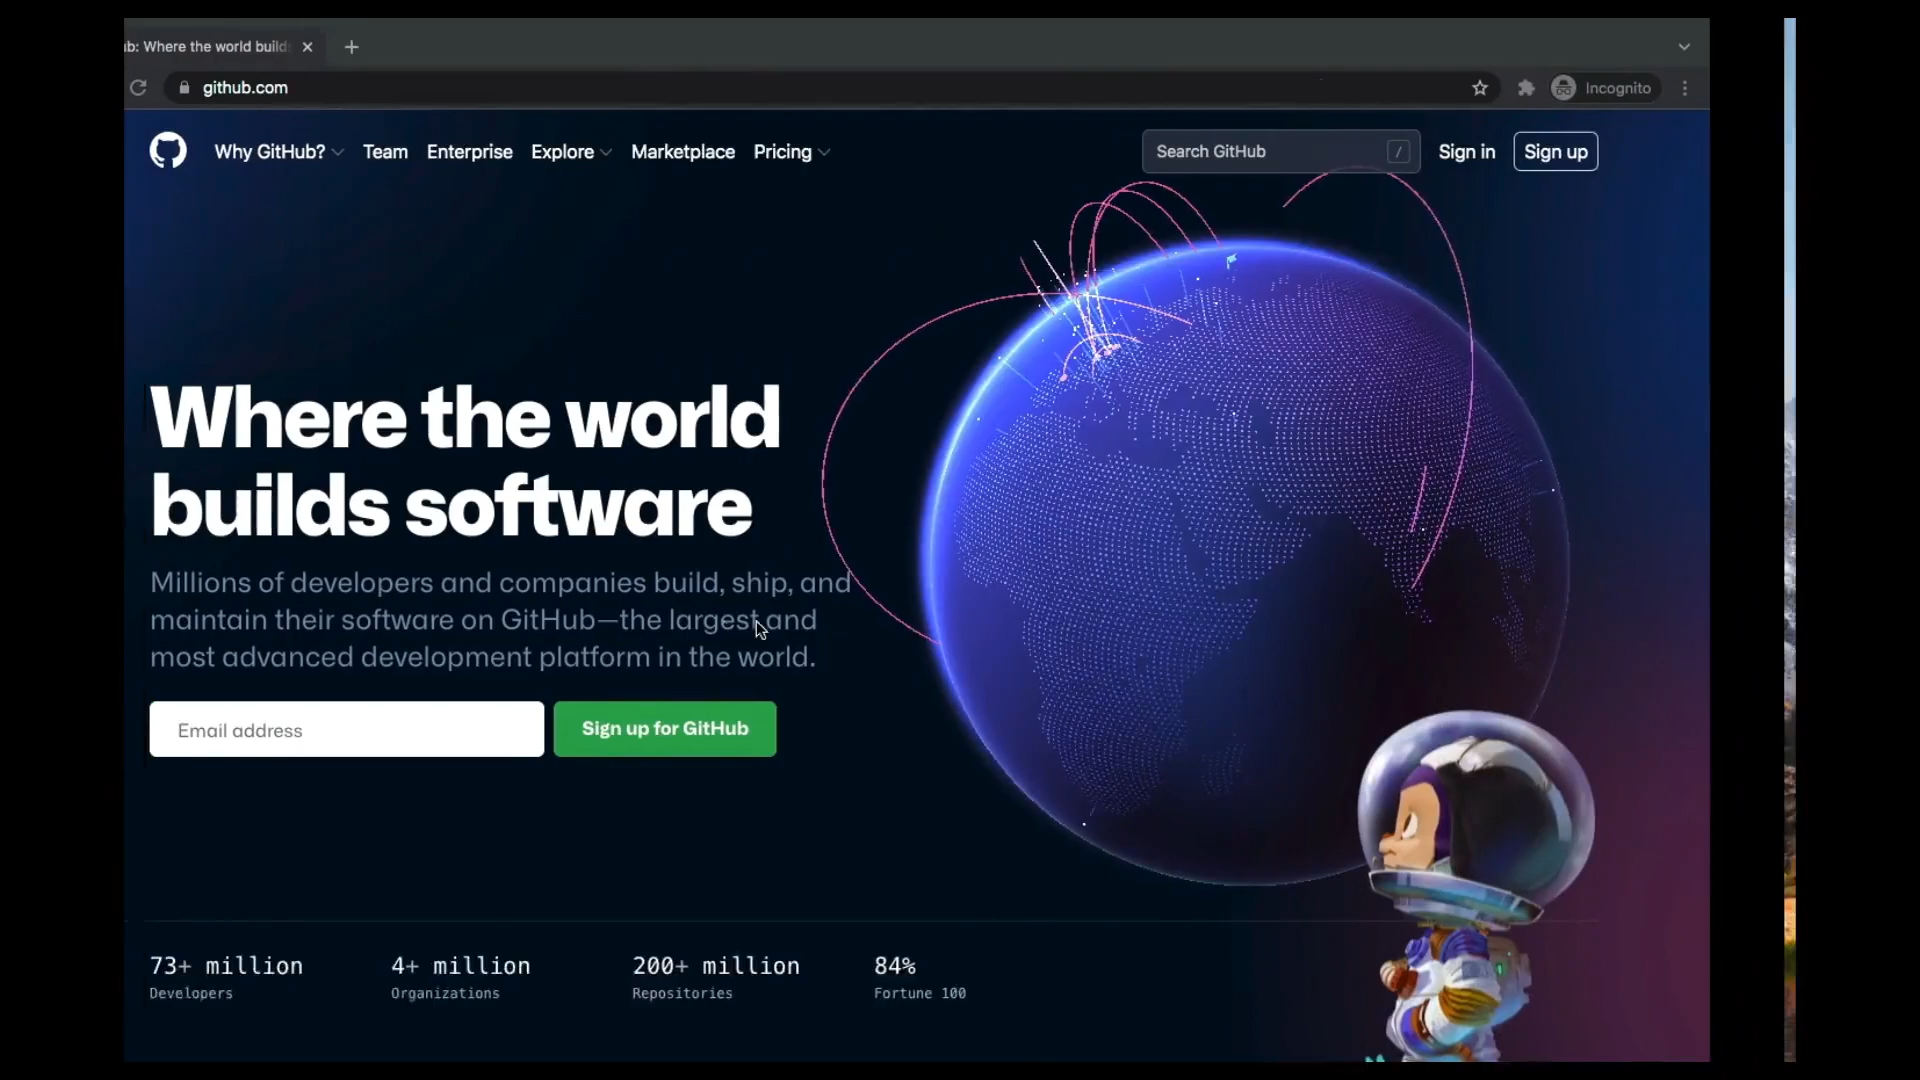 ub: Where the world build
github.com
Incognito
Why GitHub? Team Enterprise Explore Marketplace Pricing
Search GitHub /
Sign in
Sign up
Where the world
builds software
Millions of developers and companies build, ship, and
maintain their software on GitHub—the largest and
most advanced development platform in the world.
Email address
Sign up for GitHub
73+ million
Developers
4+ million
Organizations
200+ million
Repositories
84%
Fortune 100